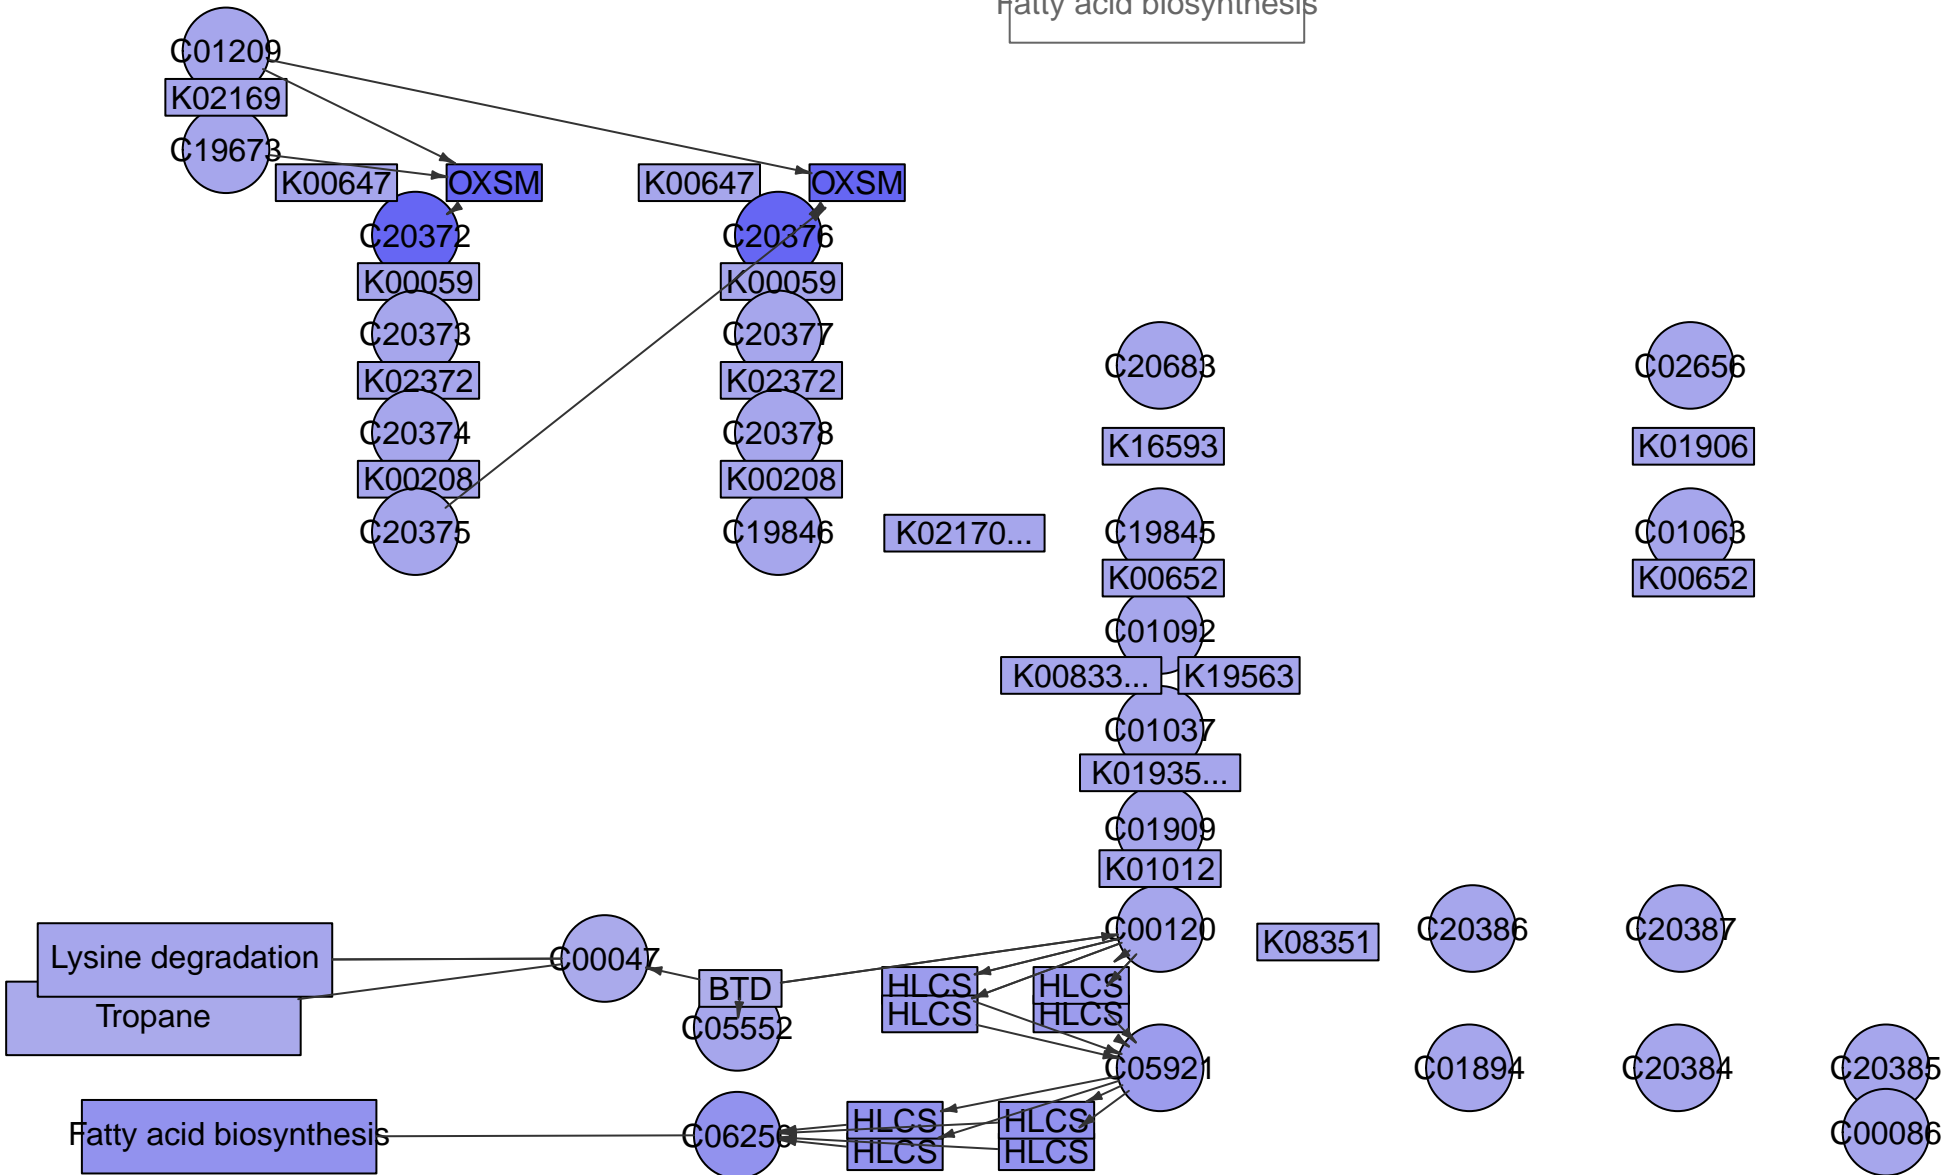 Fatty acid biosynthesis
C01209
K02169
C19673
K00647
OXSM
K00647
OXSM
C20372
C20376
K00059
K00059
C20373
C20377
C20683
C02656
K02372
K02372
C20374
C20378
K16593
K01906
K00208
K00208
C20375
C19846
K02170...
C19845
C01063
K00652
K00652
C01092
K00833...
K19563
C01037
K01935...
C01909
K01012
C00120
K08351
C20386
C20387
Lysine degradation
C00047
BTD
HLCS
HLCS
Tropane
C05552
HLCS
HLCS
C05921
C01894
C20384
C20385
Fatty acid biosynthesis
C06250
HLCS
HLCS
C00086
HLCS
HLCS